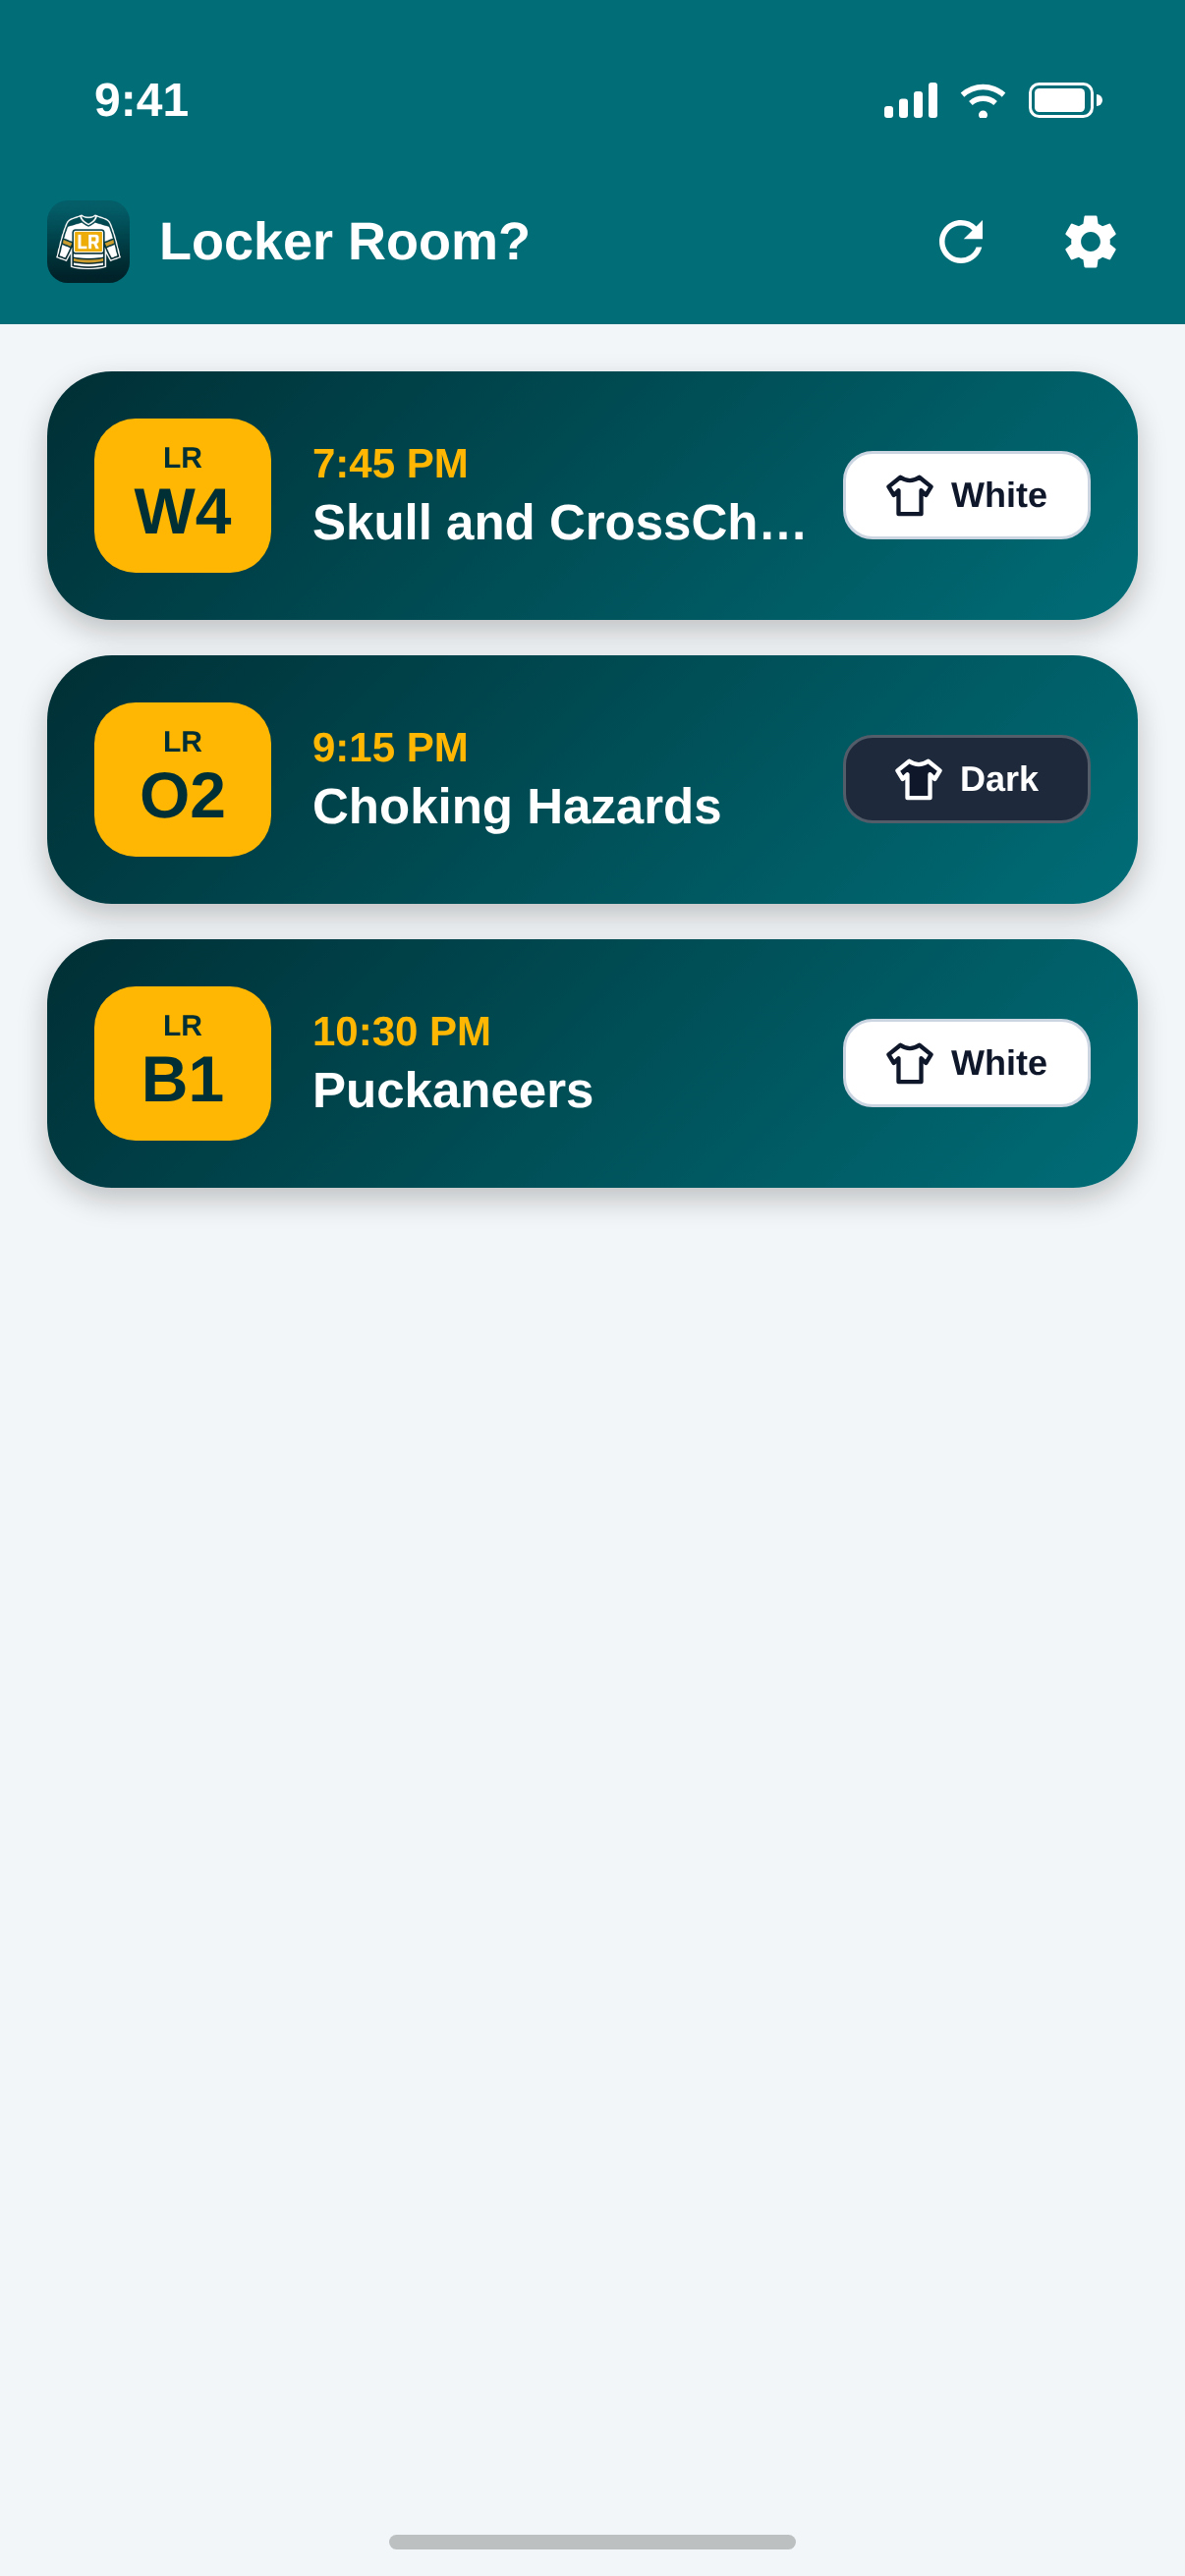 9:41
LR
Locker Room?
LR
W4
7:45 PM
Skull and CrossCh...
White
LR
O2
9:15 PM
Choking Hazards
Dark
LR
B1
10:30 PM
Puckaneers
White